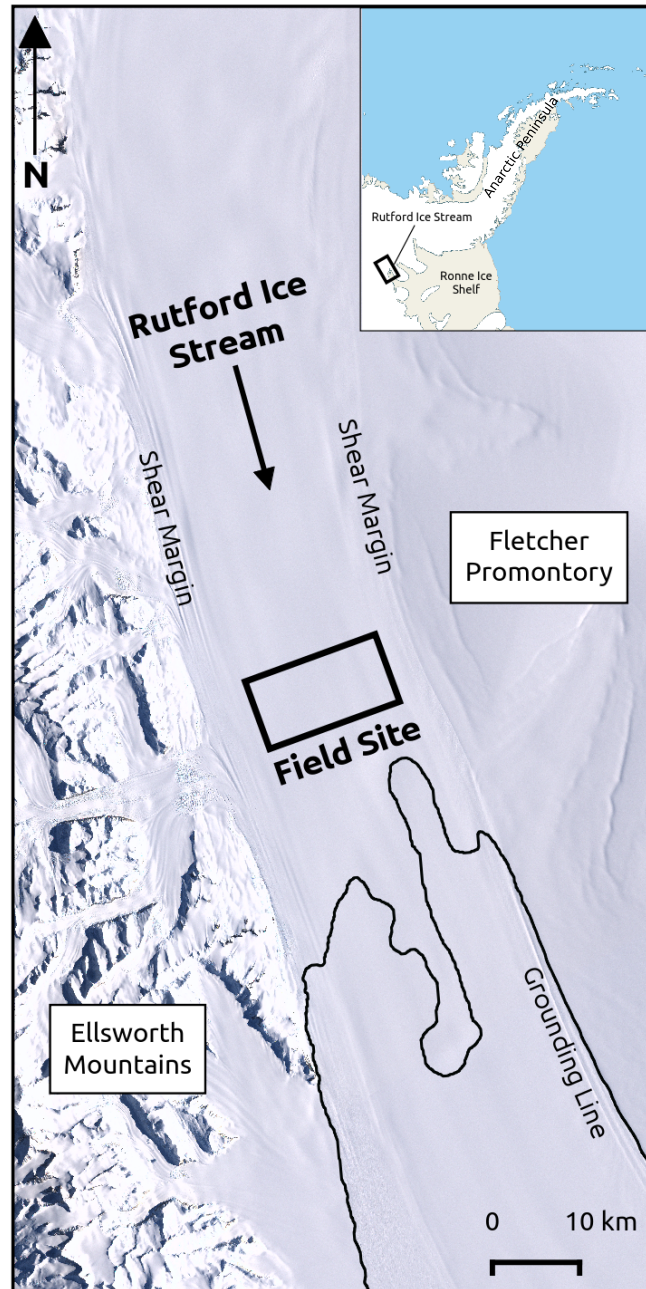 N
Anarctic Peninsula
Rutford Ice Stream
Ronne Ice
Shelf
Rutford Ice
Stream
Shear Margin
Shear Margin
Fletcher
Promontory
Field Site
Grounding Line
Ellsworth
Mountains
0 10 km